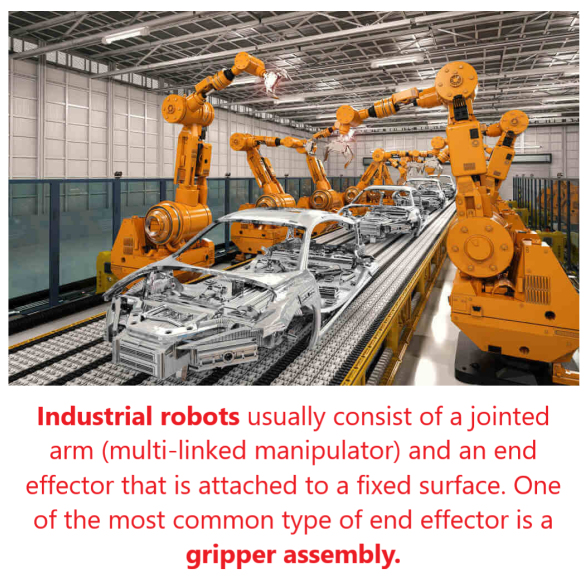 Industrial robots usually consist of a jointed
arm (multi-linked manipulator) and an end
effector that is attached to a fixed surface. One
of the most common type of end effector is a
gripper assembly.